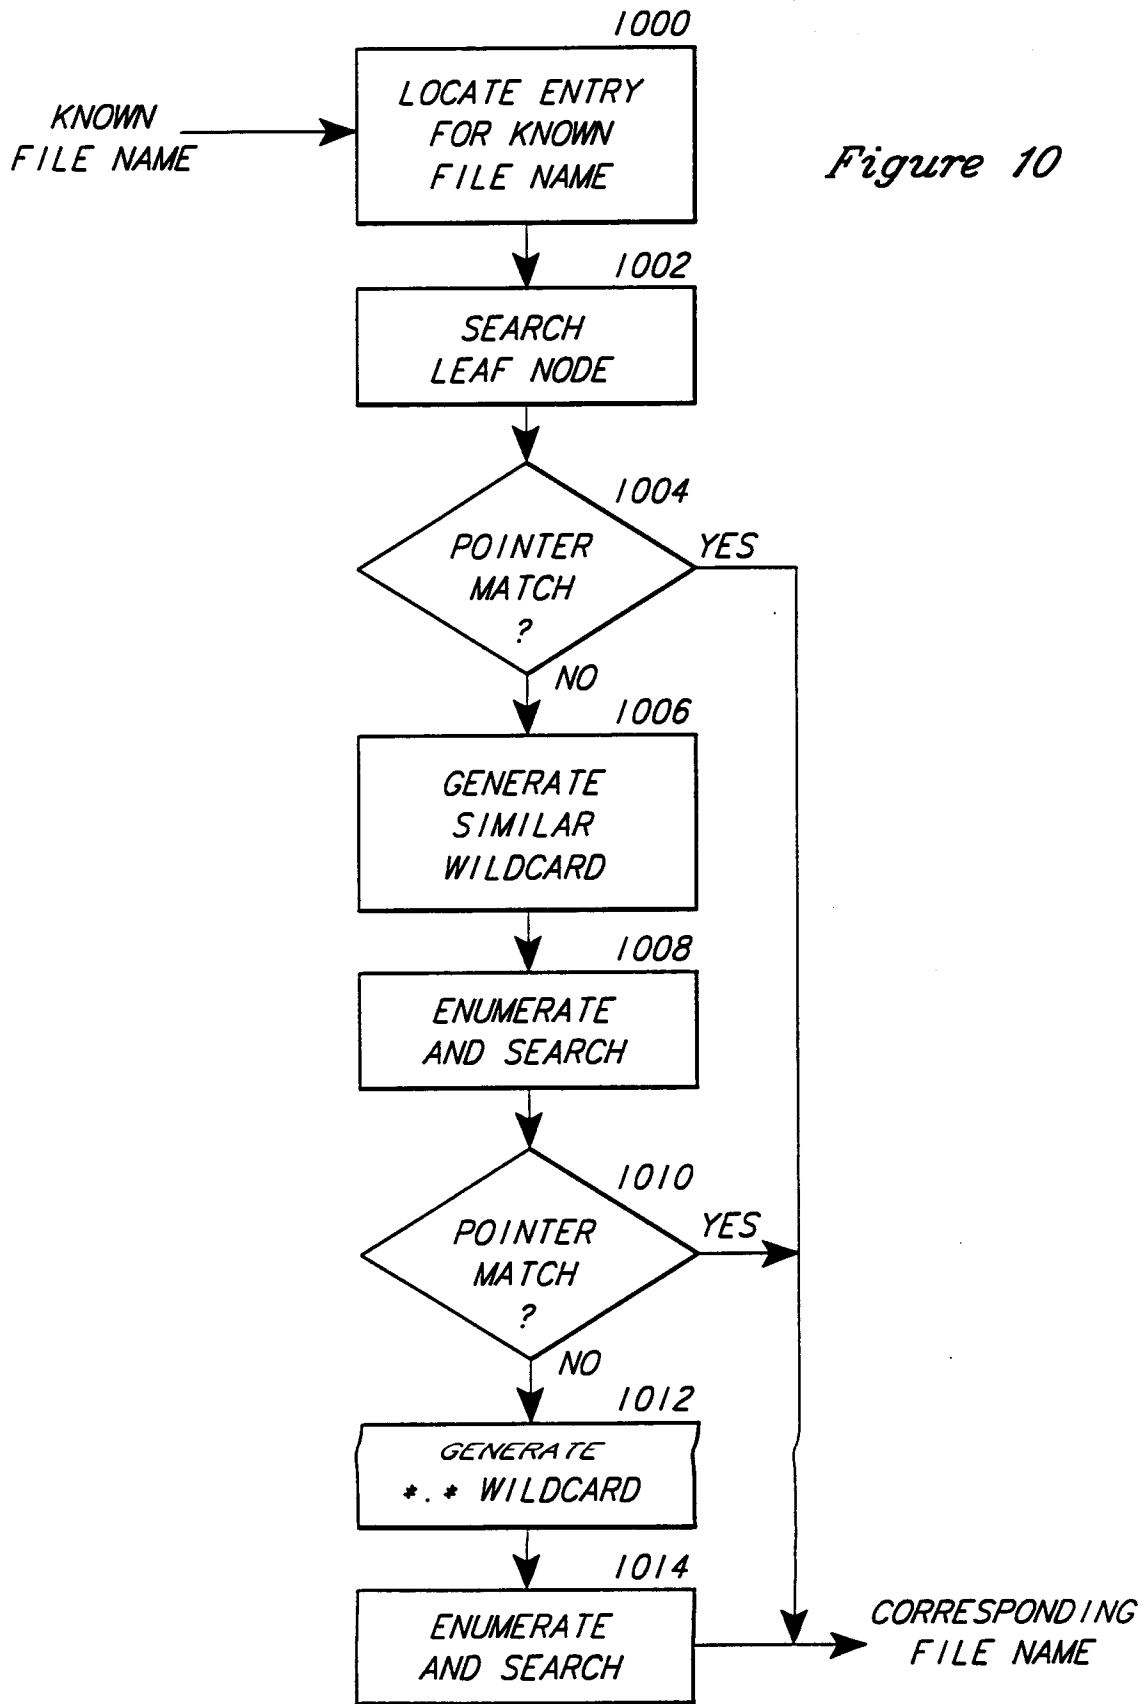 1000
LOCATE ENTRY
FOR KNOWN
FILE NAME
KNOWN
FILE NAME
Figure 10
1002
SEARCH
LEAF NODE
1004
POINTER
MATCH
?
YES
NO
1006
GENERATE
SIMILAR
WILDCARD
1008
ENUMERATE
AND SEARCH
1010
POINTER
MATCH
?
YES
NO
1012
GENERATE
*.* WILDCARD
1014
ENUMERATE
AND SEARCH
CORRESPONDING
FILE NAME